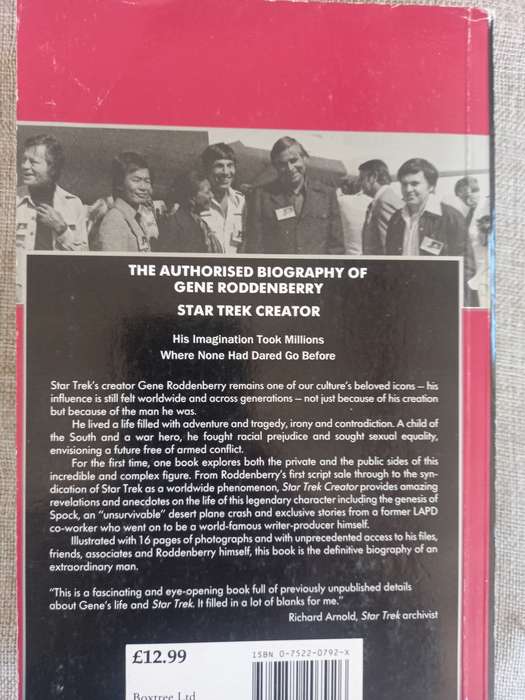 THE AUTHORISED BIOGRAPHY OF
GENE RODDENBERRY
STAR TREK CREATOR
His Imagination Took Millions
Where None Had Dared Go Before
Star Trek's creator Gene Roddenberry remains one of our culture's beloved icons – his
influence is still felt worldwide and across generations – not just because of his creation
but because of the man he was.
He lived a life filled with adventure and tragedy, irony and contradiction. A child of
the South and a war hero, he fought racial prejudice and sought sexual equality,
envisioning a future free of armed conflict.
For the first time, one book explores both the private and the public sides of this
incredible and complex figure. From Roddenberry's first script sale through to the syn-
dication of Star Trek as a worldwide phenomenon, Star Trek Creator provides amazing
revelations and anecdotes on the life of this legendary character including the genesis of
Spock, an "unsurvivable" desert plane crash and exclusive stories from a former LAPD
co-worker who went on to be a world-famous writer-producer himself.
Illustrated with 16 pages of photographs and with unprecedented access to his files,
friends, associates and Roddenberry himself, this book is the definitive biography of an
extraordinary man.
"This is a fascinating and eye-opening book full of previously unpublished details
about Gene's life and Star Trek. It filled in a lot of blanks for me."
Richard Arnold, Star Trek archivist
£12.99
ISBN 0-7522-0792-X
Boxtree Ltd